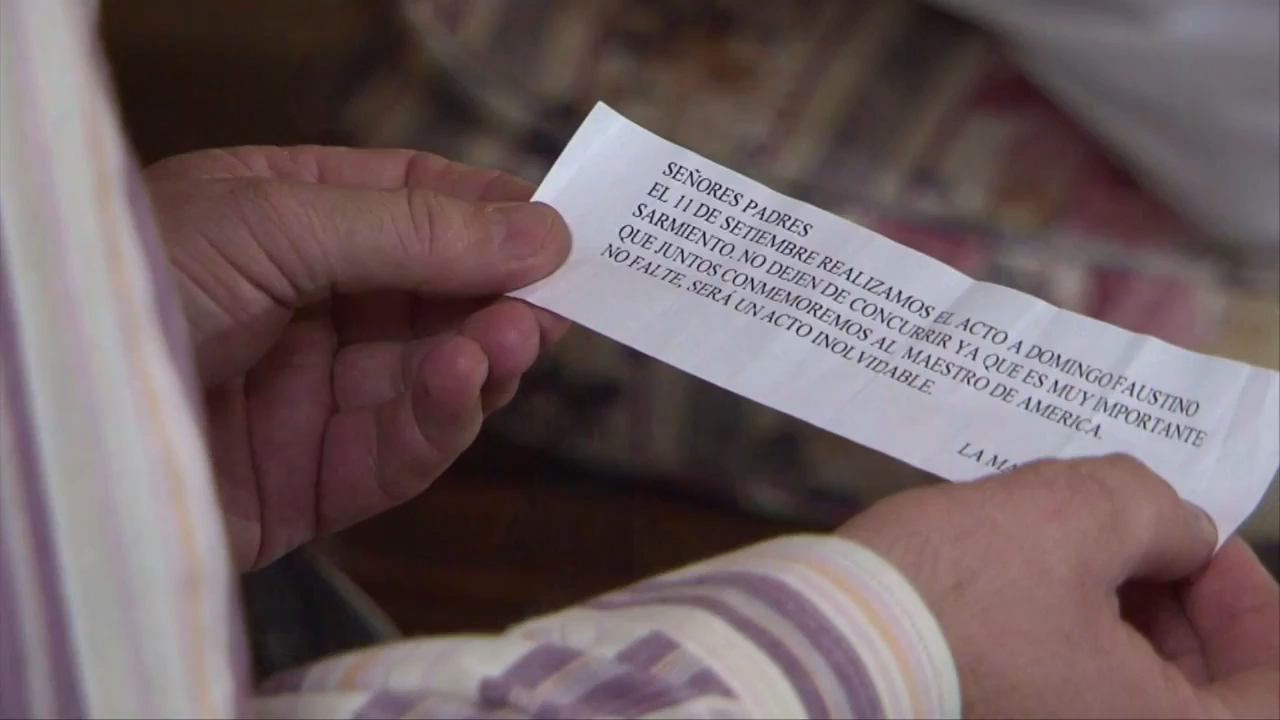 SEÑORES PADRES
EL 11 DE SETIEMBRE REALIZAMOS EL ACTO A DOMINGO FAUSTINO
SARMIENTO. NO DEJEN DE CONCURRIR YA QUE ES MUY IMPORTANTE
QUE JUNTOS CONMEMOREMOS AL MAESTRO DE AMERICA.
NO FALTE, SERÁ UN ACTO INOLVIDABLE.
LA